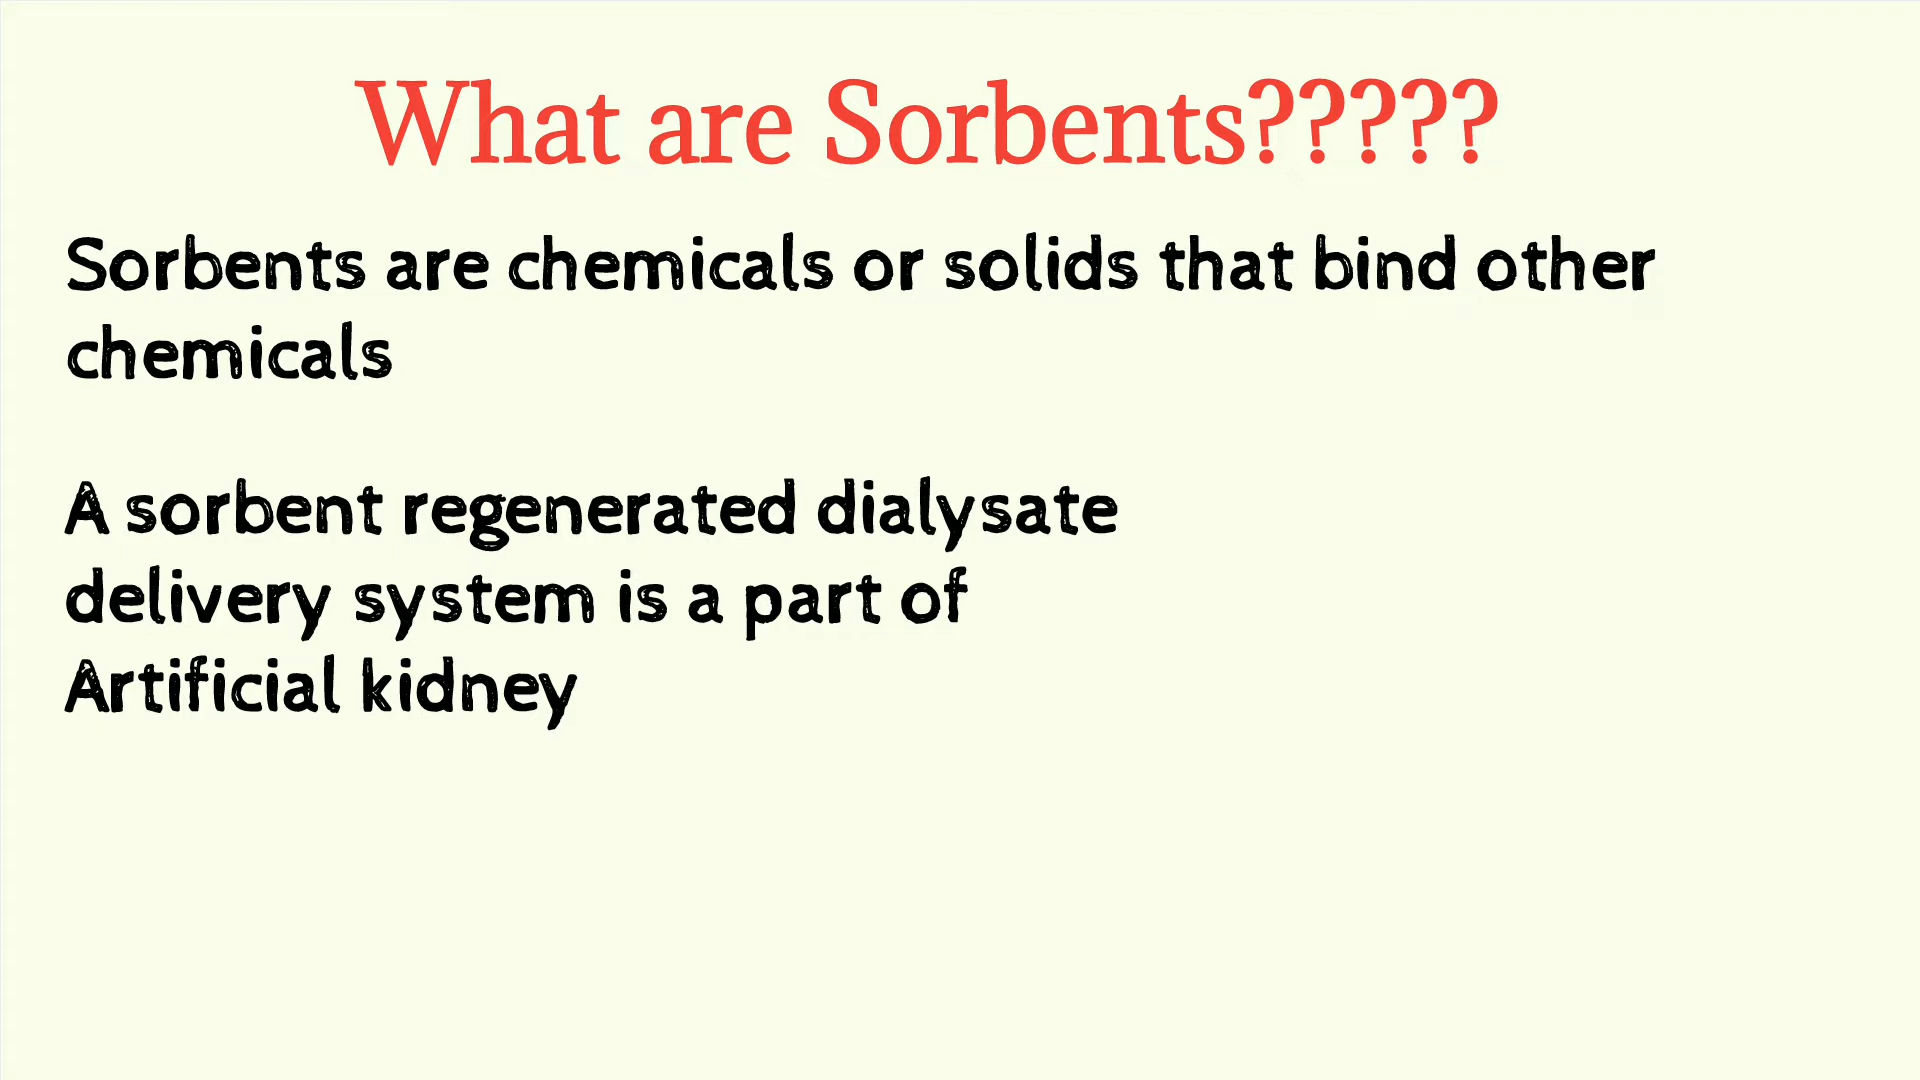 What are Sorbents?????
Sorbents are chemicals or solids that bind other
chemicals
A sorbent regenerated dialysate
delivery system is a part of
Artificial kidney